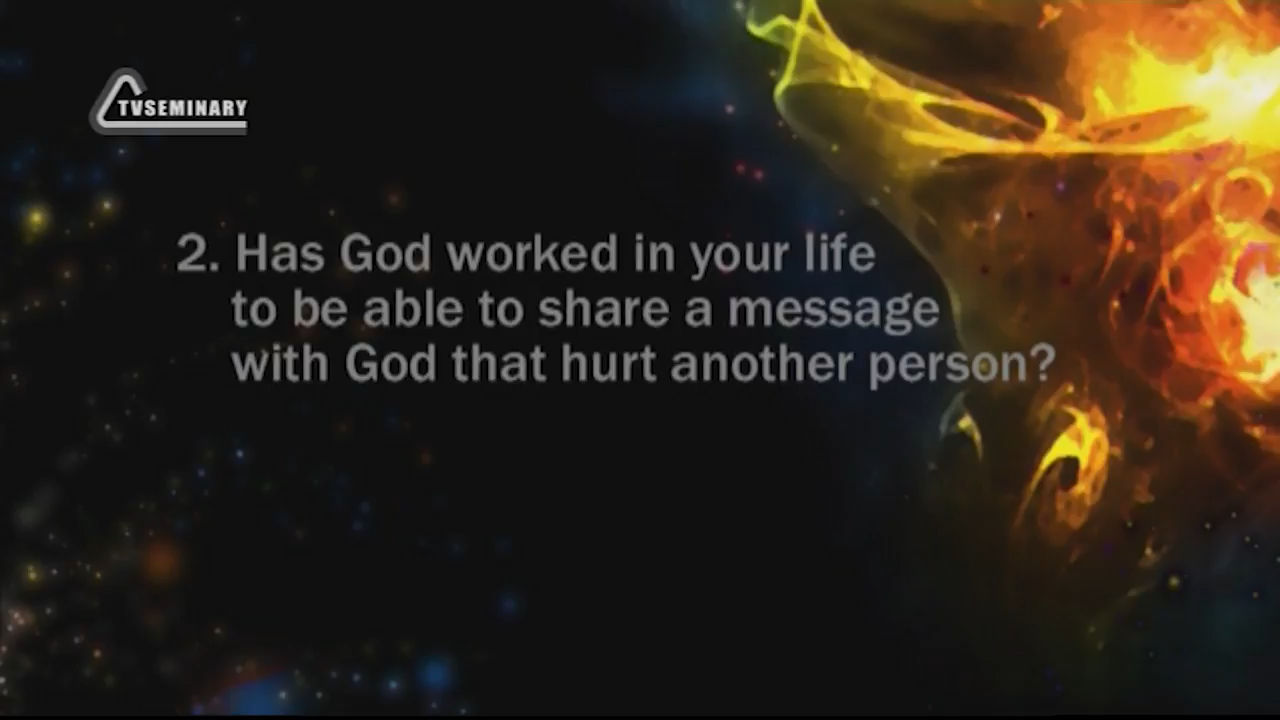 TVSEMINARY
2. Has God worked in your life
to be able to share a message
with God that hurt another person?